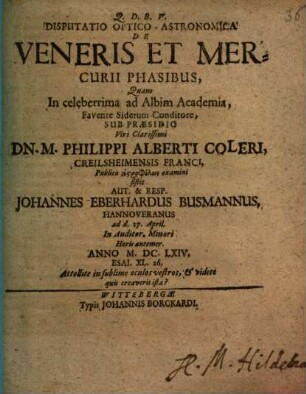 Q. D. B. V.
DISPUTATIO OPTICO-ASTRONOMICA
DE
VENERIS ET MER-
CURII PHASIBUS,
Quam
In celeberrima ad Albim Academia,
Favente Siderum Conditore,
SUB PRÆSIDIO
Viri Clarissimi
DN. M. PHILIPPI ALBERTI COLERI,
CREILSHEIMENSIS FRANCI,
Publico examini
sistit
AUT. & RESP.
JOHANNES EBERHARDUS BUSMANNUS,
HANNOVERANUS
ad d. 27. April.
In Auditor. Minori
Horis antemer.
ANNO M. DC. LXIV.
ESAI. XL. 26.
Attollite in sublime oculos vestros, & videte
quis creaverit ista?
WITTEBERGÆ
Typis JOHANNIS BORCKARDI.
H. M. Hildebra